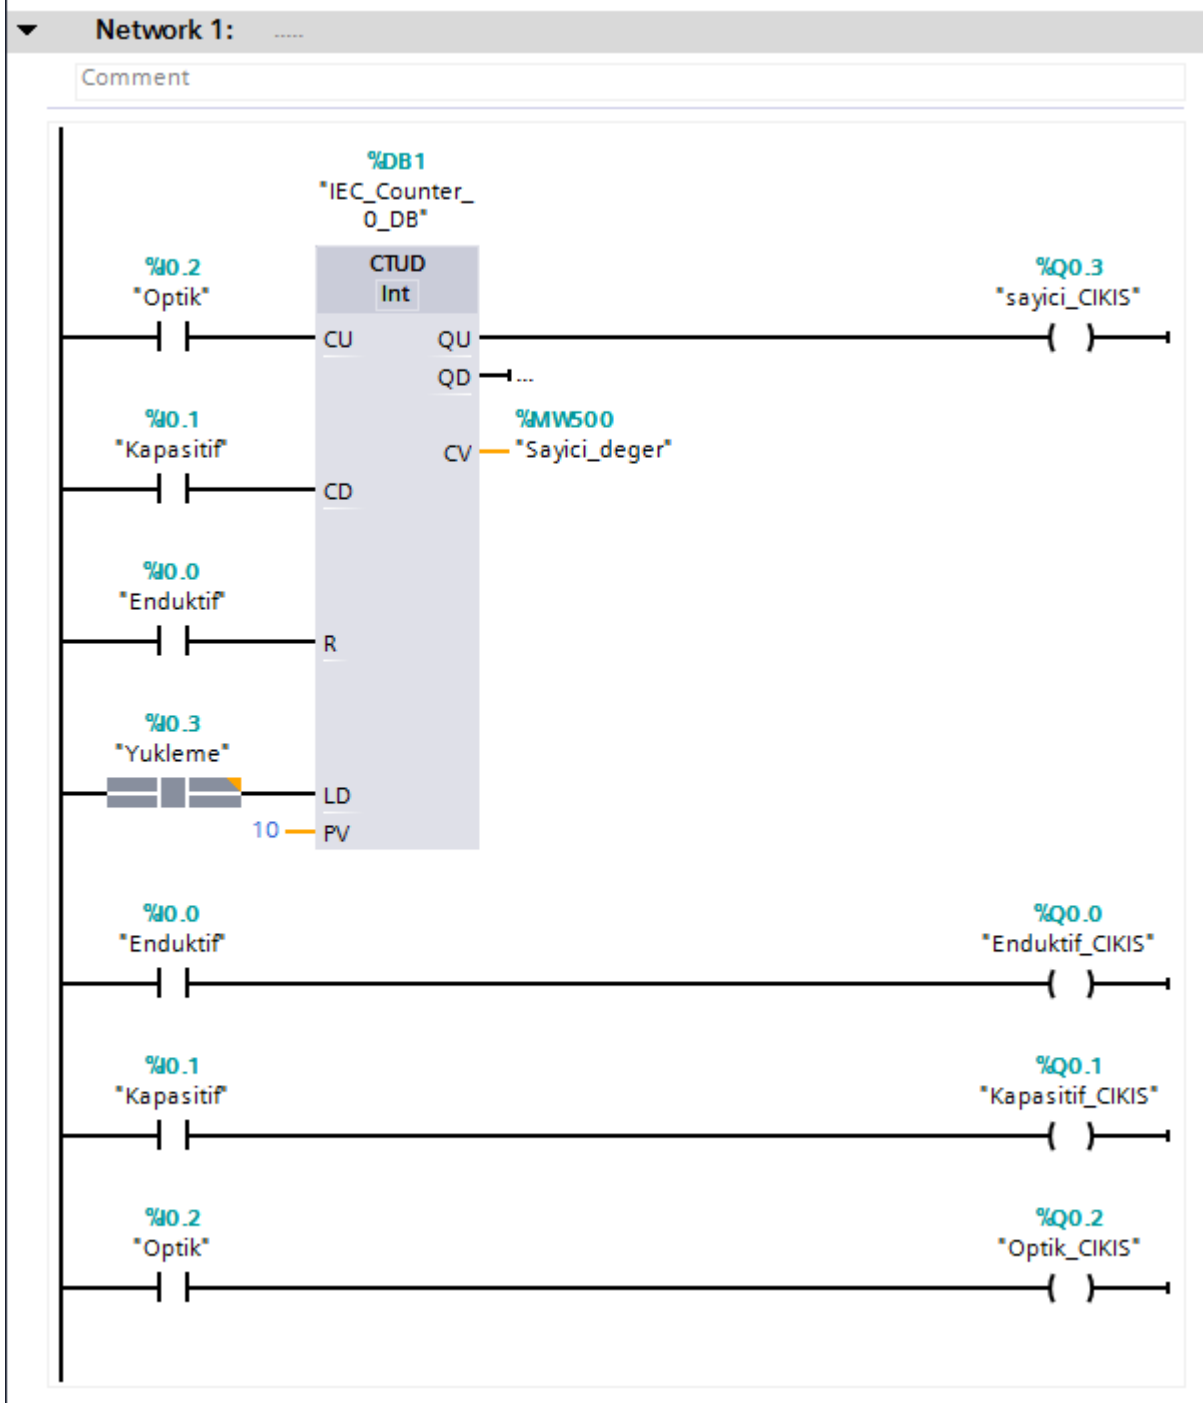 Network 1: .....
Comment
%DB1
"IEC_Counter_
0_DB"
%I0.2
"Optik"
CTUD
Int
%Q0.3
"sayici_CIKIS"
CU
QU
QD
...
%I0.1
"Kapasitif"
%MW500
"Sayici_deger"
CV
CD
%I0.0
"Enduktif"
R
%I0.3
"Yukleme"
LD
10
PV
%I0.0
"Enduktif"
%Q0.0
"Enduktif_CIKIS"
%I0.1
"Kapasitif"
%Q0.1
"Kapasitif_CIKIS"
%I0.2
"Optik"
%Q0.2
"Optik_CIKIS"